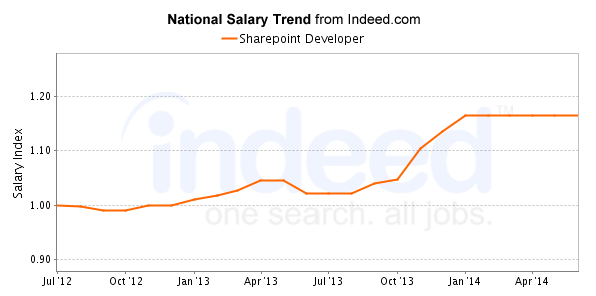 National Salary Trend from Indeed.com
Sharepoint Developer
Salary Index
1.20
1.10
1.00
0.90
indeed™
one search. all jobs.
Jul '12 Oct '12 Jan '13 Apr '13 Jul '13 Oct '13 Jan '14 Apr '14